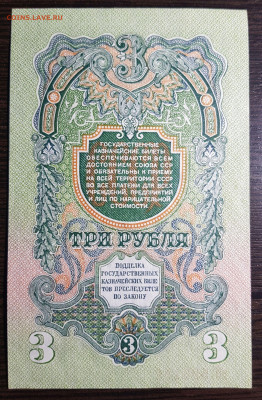 COINS.LAVE.RU
3
ГОСУДАРСТВЕННЫЕ
КАЗНАЧЕЙСКИЕ БИЛЕТЫ
ОБЕСПЕЧИВАЮТСЯ ВСЕМ
ДОСТОЯНИЕМ СОЮЗА ССР
И ОБЯЗАТЕЛЬНЫ К ПРИЕМУ
НА ВСЕЙ ТЕРРИТОРИИ СССР
ВО ВСЕ ПЛАТЕЖИ ДЛЯ ВСЕХ
УЧРЕЖДЕНИЙ, ПРЕДПРИЯТИЙ
И ЛИЦ ПО НАРИЦАТЕЛЬНОЙ
СТОИМОСТИ.
ТРИ РУБЛЯ
ПОДДЕЛКА
ГОСУДАРСТВЕННЫХ
КАЗНАЧЕЙСКИХ БИЛЕ
ТОВ ПРЕСЛЕДУЕТСЯ
ПО ЗАКОНУ
3 3 3